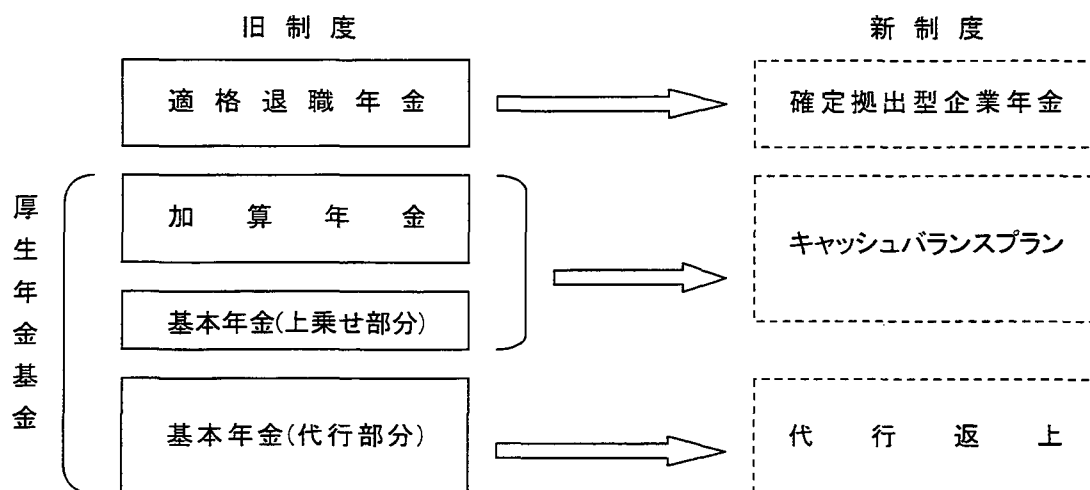 旧制度
新制度
適格退職年金
確定拠出型企業年金
厚生年金基金
加算年金
基本年金(上乗せ部分)
キャッシュバランスプラン
基本年金(代行部分)
代行返上